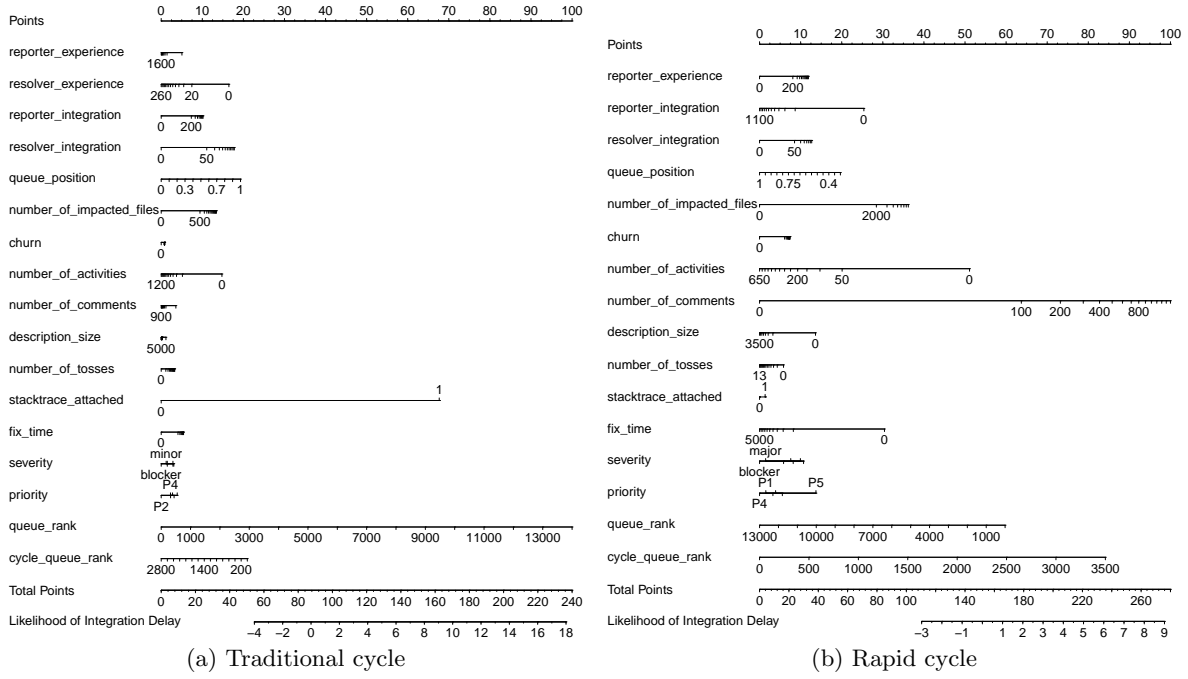 Points
0 10 20 30 40 50 60 70 80 90 100
reporter_experience
1600
resolver_experience
260 20 0
reporter_integration
0 200
resolver_integration
0 50
queue_position
0 0.3 0.7 1
number_of_impacted_files
0 500
churn
0
number_of_activities
1200 0
number_of_comments
900
description_size
5000
number_of_tosses
0
stacktrace_attached
1
0
fix_time
0
severity
minor
blocker
priority
P4
P2
queue_rank
0 1000 3000 5000 7000 9000 11000 13000
cycle_queue_rank
2800 1400 200
Total Points
0 20 40 60 80 100 120 140 160 180 200 220 240
Likelihood of Integration Delay
−4 −2 0 2 4 6 8 10 12 14 16 18
(a) Traditional cycle
Points
0 10 20 30 40 50 60 70 80 90 100
reporter_experience
0 200
reporter_integration
1100 0
resolver_integration
0 50
queue_position
1 0.75 0.4
number_of_impacted_files
0 2000
churn
0
number_of_activities
650 200 50 0
number_of_comments
0 100 200 400 600 800
description_size
3500 0
number_of_tosses
13 0
stacktrace_attached
1
0
fix_time
5000 0
severity
major
blocker
priority
P1 P5
P4
queue_rank
13000 10000 7000 4000 1000
cycle_queue_rank
0 500 1000 1500 2000 2500 3000 3500
Total Points
0 20 40 60 80 100 140 180 220 260
Likelihood of Integration Delay
−3 −1 1 2 3 4 5 6 7 8 9
(b) Rapid cycle